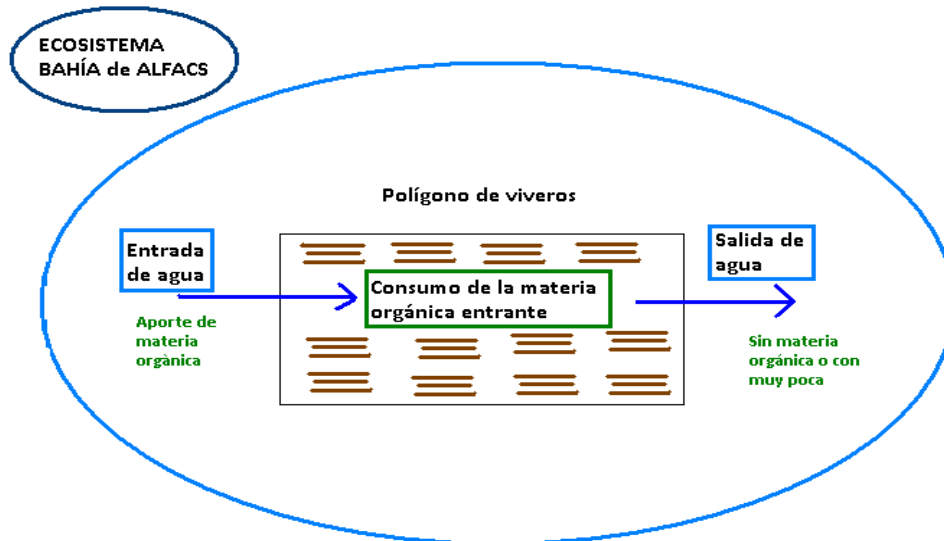 ECOSISTEMA
BAHÍA de ALFACS
Polígono de viveros
Entrada
de agua
Aporte de
materia
orgànica
Consumo de la materia
orgánica entrante
Salida de
agua
Sin materia
orgánica o con
muy poca